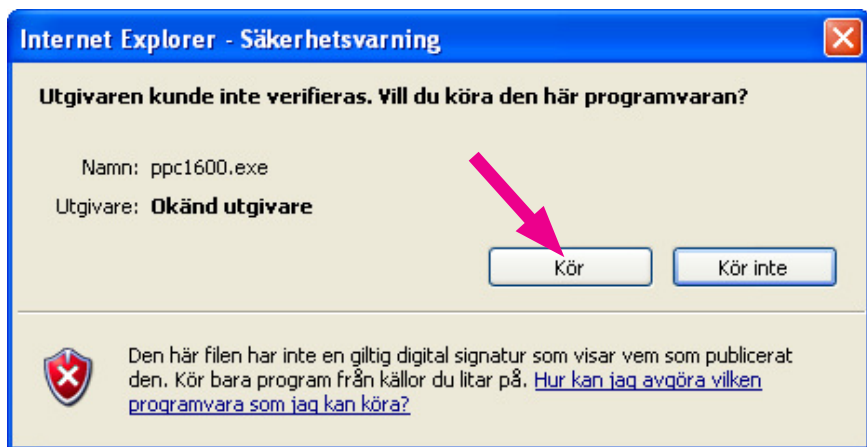 Internet Explorer - Säkerhetsvarning
Utgivaren kunde inte verifieras. Vill du köra den här programvaran?
Namn: ppc1600.exe
Utgivare: Okänd utgivare
Kör Kör inte
Den här filen har inte en giltig digital signatur som visar vem som publicerat
den. Kör bara program från källor du litar på. Hur kan jag avgöra vilken
programvara som jag kan köra?